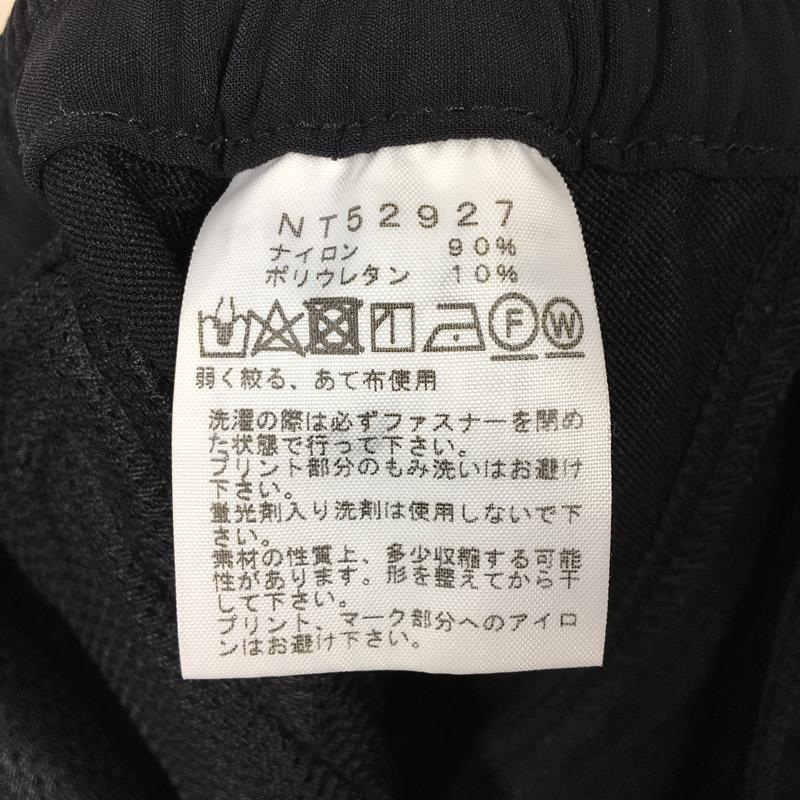 NT52927
ナイロン 90%
ポリウレタン 10%
F W
弱く絞る、あて布使用
洗濯の際は必ずファスナーを閉め
た状態で行って下さい。
プリント部分のもみ洗いはお避け
下さい。
蛍光剤入り洗剤は使用しないで下
さい。
素材の性質上、多少収縮する可能
性があります。形を整えてから干
して下さい。
プリント、マーク部分へのアイロ
ンはお避け下さい。